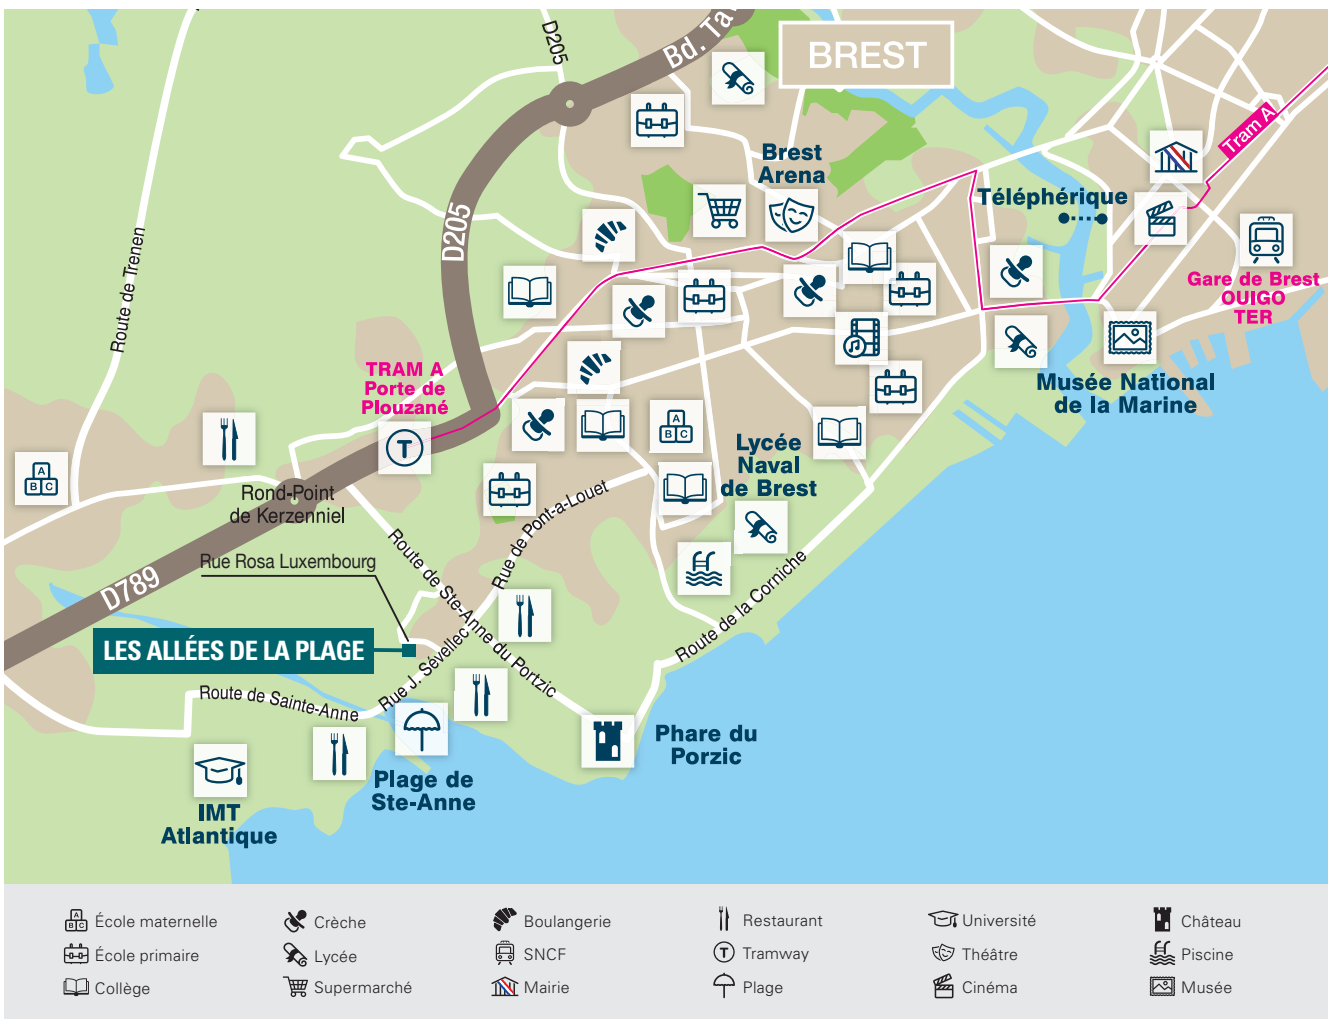 D205
Bd. Ta
BREST
Tram A
Brest
Arena
Téléphérique
D205
Route de Trenen
Gare de Brest
OUIGO
TER
TRAM A
Porte de
Plouzané
T
Musée National
de la Marine
A
B C
A
B C
Lycée
Naval
de Brest
Rond-Point
de Kerzenniel
Rue de Pont-a-Louet
Route de Ste-Anne du Portzic
Rue Rosa Luxembourg
D789
Route de la Corniche
LES ALLÉES DE LA PLAGE
Rue J. Sévellec
Route de Sainte-Anne
Phare du
Porzic
Plage de
Ste-Anne
IMT
Atlantique
A
B C
École maternelle
Crèche
Boulangerie
Restaurant
Université
Château
École primaire
Lycée
SNCF
T
Tramway
Théâtre
Piscine
Collège
Supermarché
Mairie
Plage
Cinéma
Musée